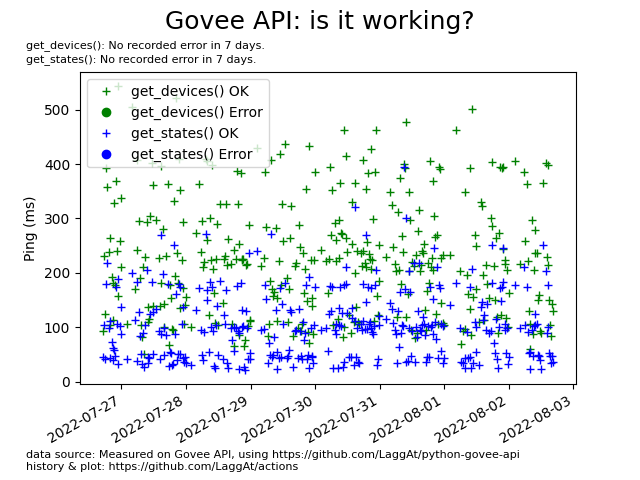 Govee API: is it working?
get_devices(): No recorded error in 7 days.
get_states(): No recorded error in 7 days.
get_devices() OK
get_devices() Error
get_states() OK
get_states() Error
Ping (ms)
500
400
300
200
100
0
2022-07-27
2022-07-28
2022-07-29
2022-07-30
2022-07-31
2022-08-01
2022-08-02
2022-08-03
data source: Measured on Govee API, using https://github.com/LaggAt/python-govee-api
history & plot: https://github.com/LaggAt/actions